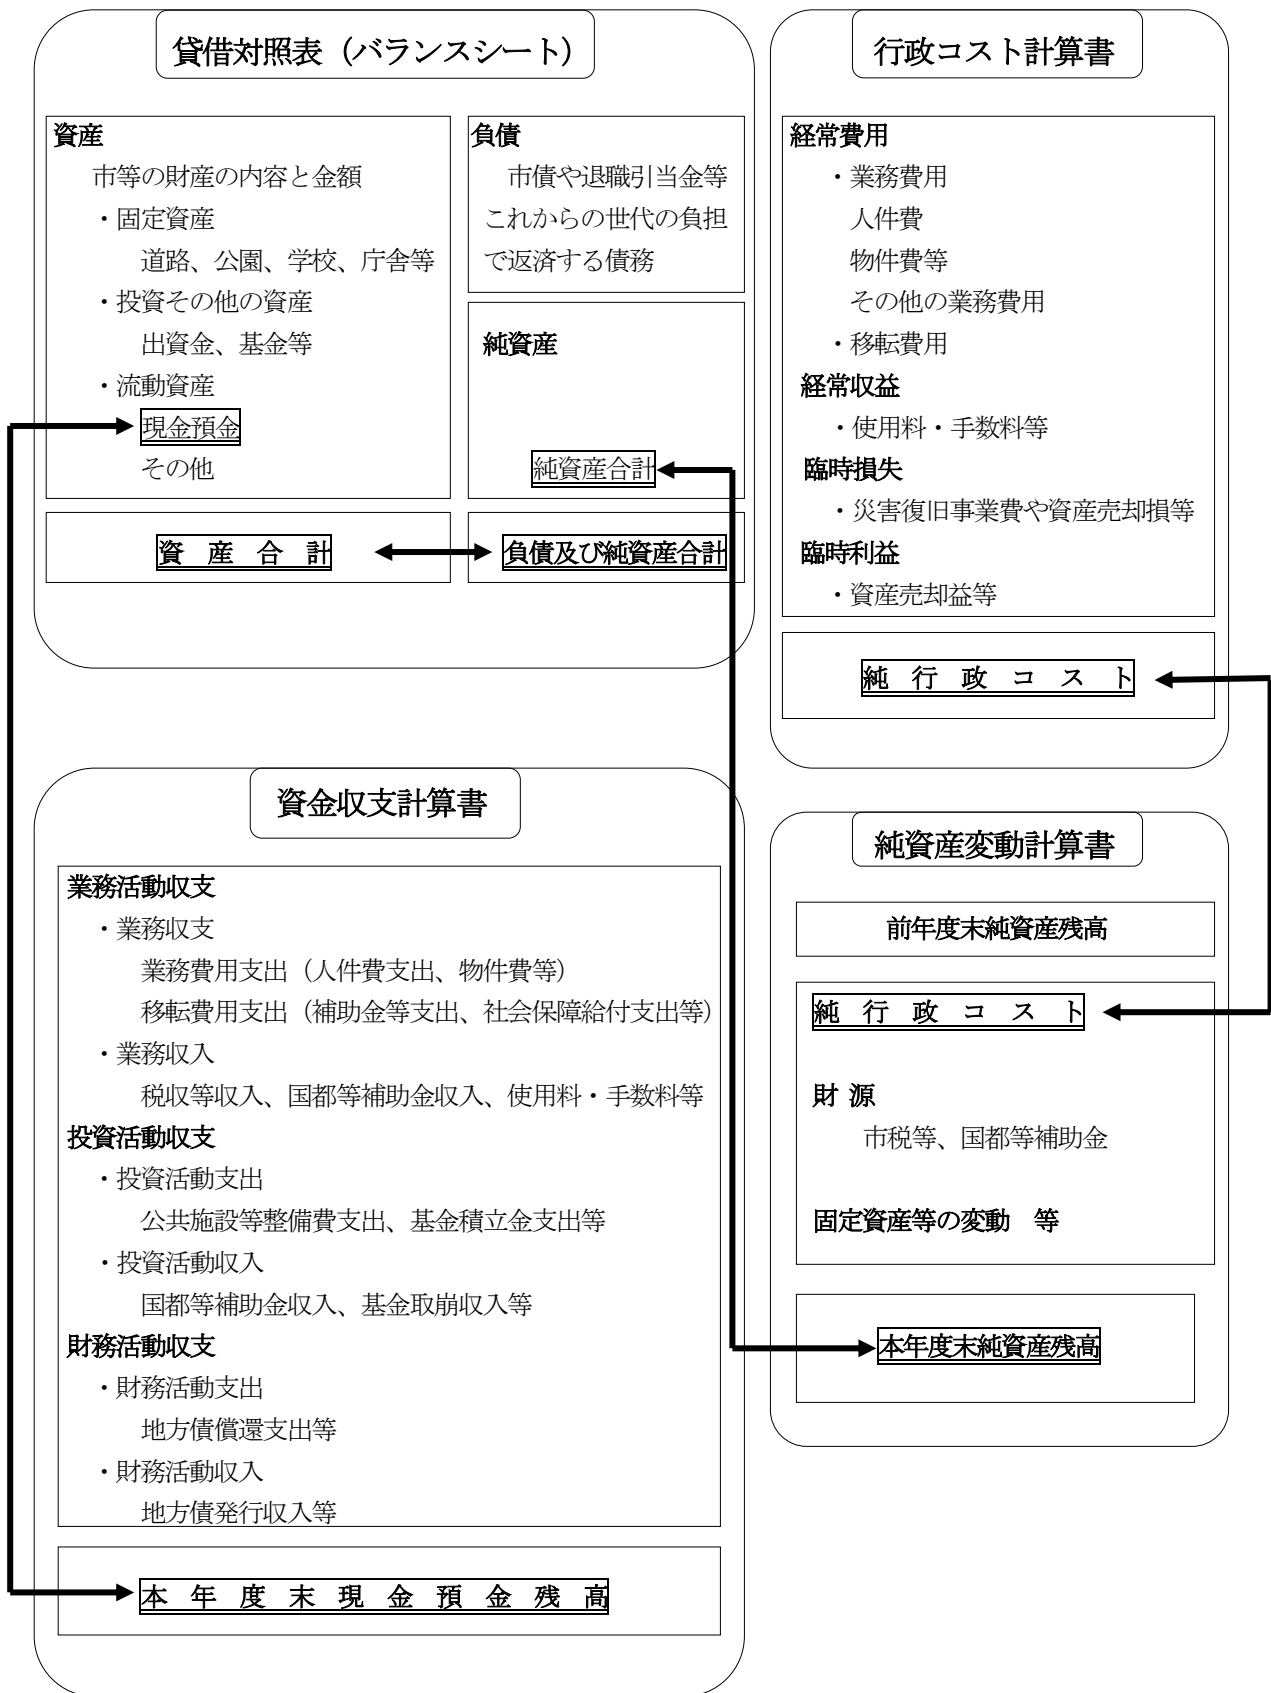 貸借対照表（バランスシート）
資産
市等の財産の内容と金額
・固定資産
道路、公園、学校、庁舎等
・投資その他の資産
出資金、基金等
・流動資産
現金預金
その他
資　産　合　計
負債
市債や退職引当金等
これからの世代の負担
で返済する債務
純資産
純資産合計
負債及び純資産合計
行政コスト計算書
経常費用
・業務費用
人件費
物件費等
その他の業務費用
・移転費用
経常収益
・使用料・手数料等
臨時損失
・災害復旧事業費や資産売却損等
臨時利益
・資産売却益等
純　行　政　コ　ス　ト
資金収支計算書
業務活動収支
・業務収支
業務費用支出（人件費支出、物件費等）
移転費用支出（補助金等支出、社会保障給付支出等）
・業務収入
税収等収入、国都等補助金収入、使用料・手数料等
投資活動収支
・投資活動支出
公共施設等整備費支出、基金積立金支出等
・投資活動収入
国都等補助金収入、基金取崩収入等
財務活動収支
・財務活動支出
地方債償還支出等
・財務活動収入
地方債発行収入等
本　年　度　末　現　金　預　金　残　高
純資産変動計算書
前年度末純資産残高
純　行　政　コ　ス　ト
財 源
市税等、国都等補助金
固定資産等の変動　等
本年度末純資産残高